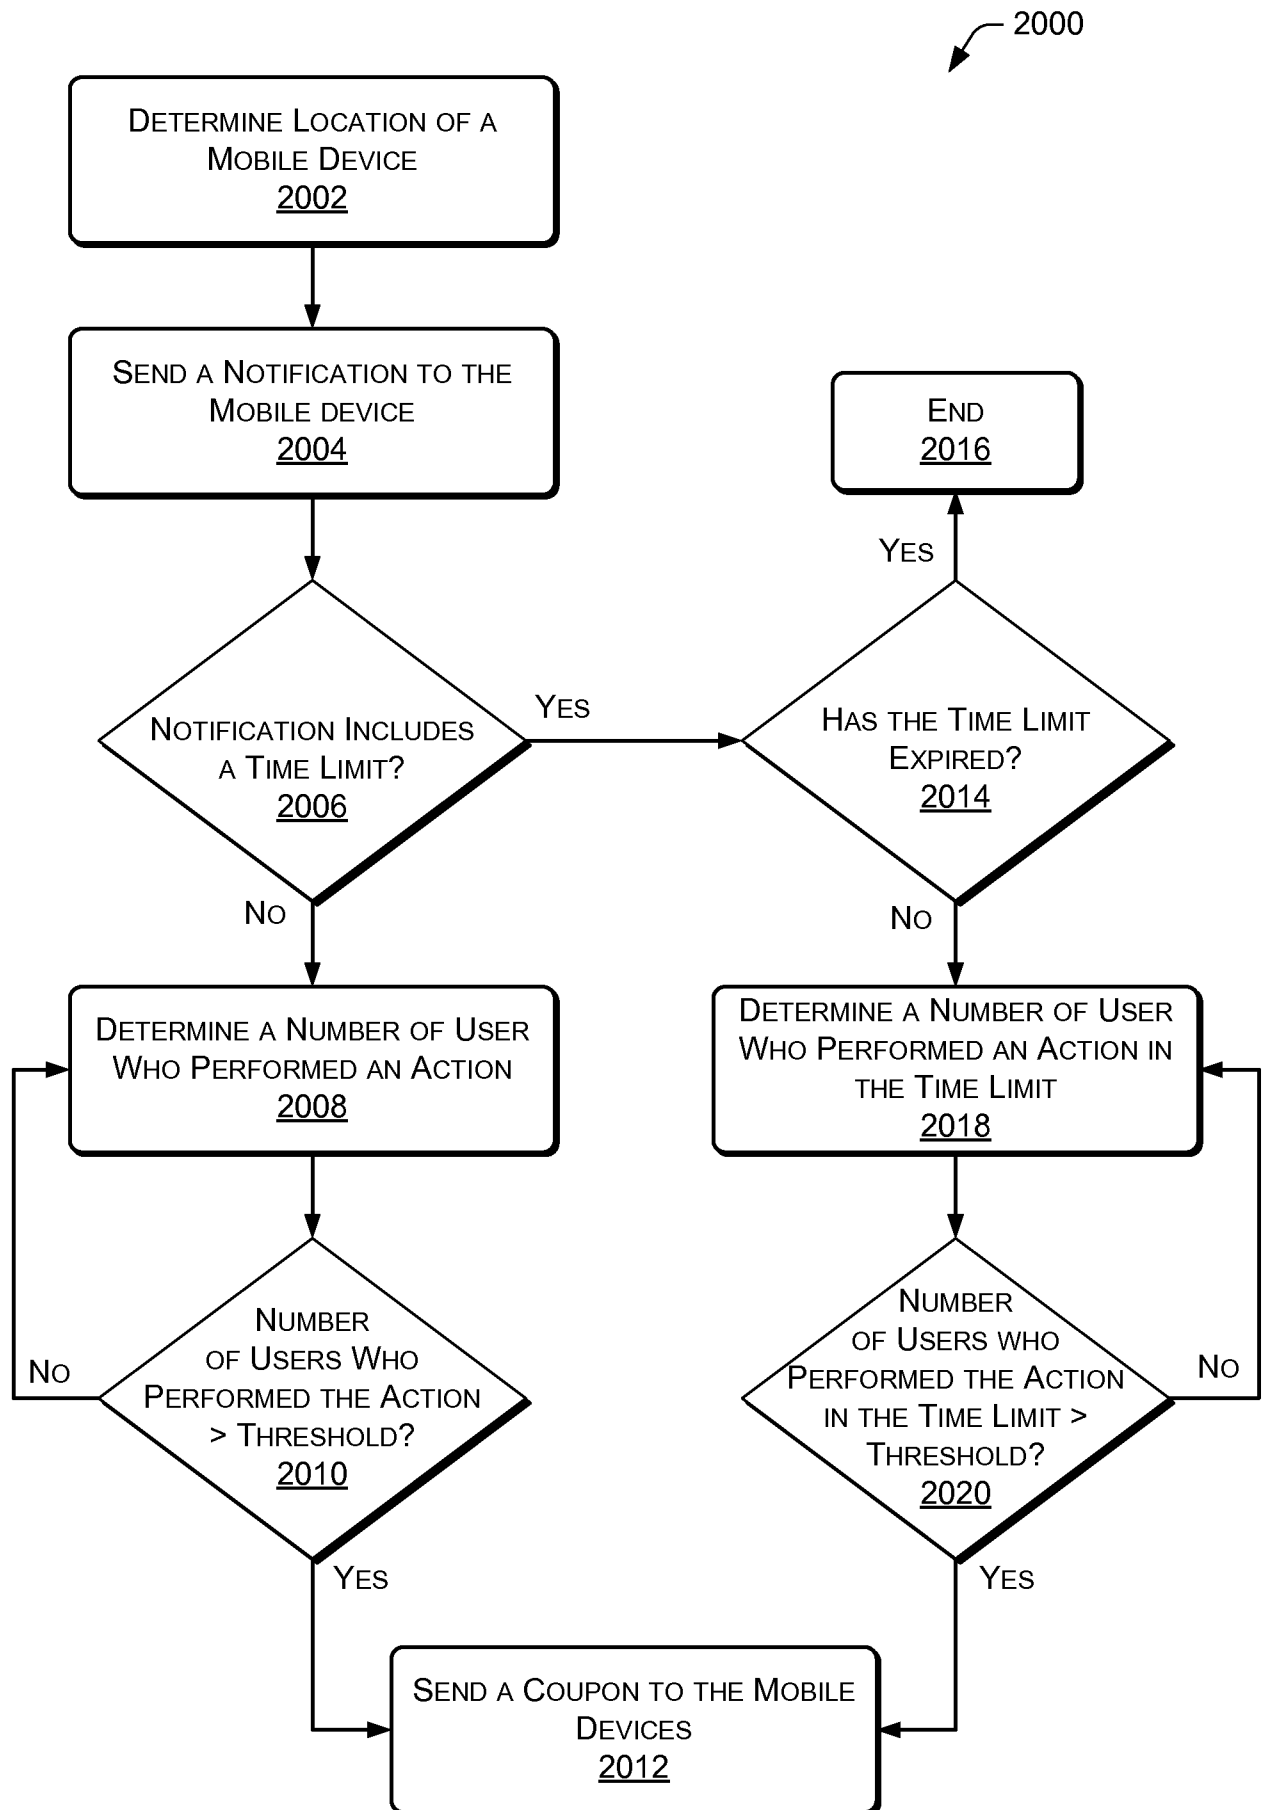 2000
DETERMINE LOCATION OF A
MOBILE DEVICE
2002
SEND A NOTIFICATION TO THE
MOBILE DEVICE
2004
END
2016
YES
NOTIFICATION INCLUDES
A TIME LIMIT?
2006
YES
HAS THE TIME LIMIT
EXPIRED?
2014
NO
NO
DETERMINE A NUMBER OF USER
WHO PERFORMED AN ACTION
2008
DETERMINE A NUMBER OF USER
WHO PERFORMED AN ACTION IN
THE TIME LIMIT
2018
NUMBER
OF USERS WHO
PERFORMED THE ACTION
> THRESHOLD?
2010
NO
NUMBER
OF USERS WHO
PERFORMED THE ACTION
IN THE TIME LIMIT >
THRESHOLD?
2020
NO
YES
YES
SEND A COUPON TO THE MOBILE
DEVICES
2012